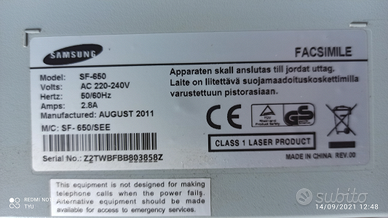 SAMSUNG
FACSIMILE
Model: SF-650
Volts: AC 220-240V
Hertz: 50/60Hz
Amps: 2.8A
Manufactured: AUGUST 2011
M/C: SF- 650/SEE
Serial No.: Z2TWBFBB803858Z
Apparaten skall anslutas till jordat uttag.
Laite on liitettävä suojamaadoituskoskettimilla
varustettuun pistorasiaan.
CE
GS
CLASS 1 LASER PRODUCT
MADE IN CHINA REV.00
This equipment is not designed for making
telephone calls when the power fails.
Alternative equipment should be made
available for access to emergency services.
REDMI NOTE
AI
14/09/2021 12:48
subito